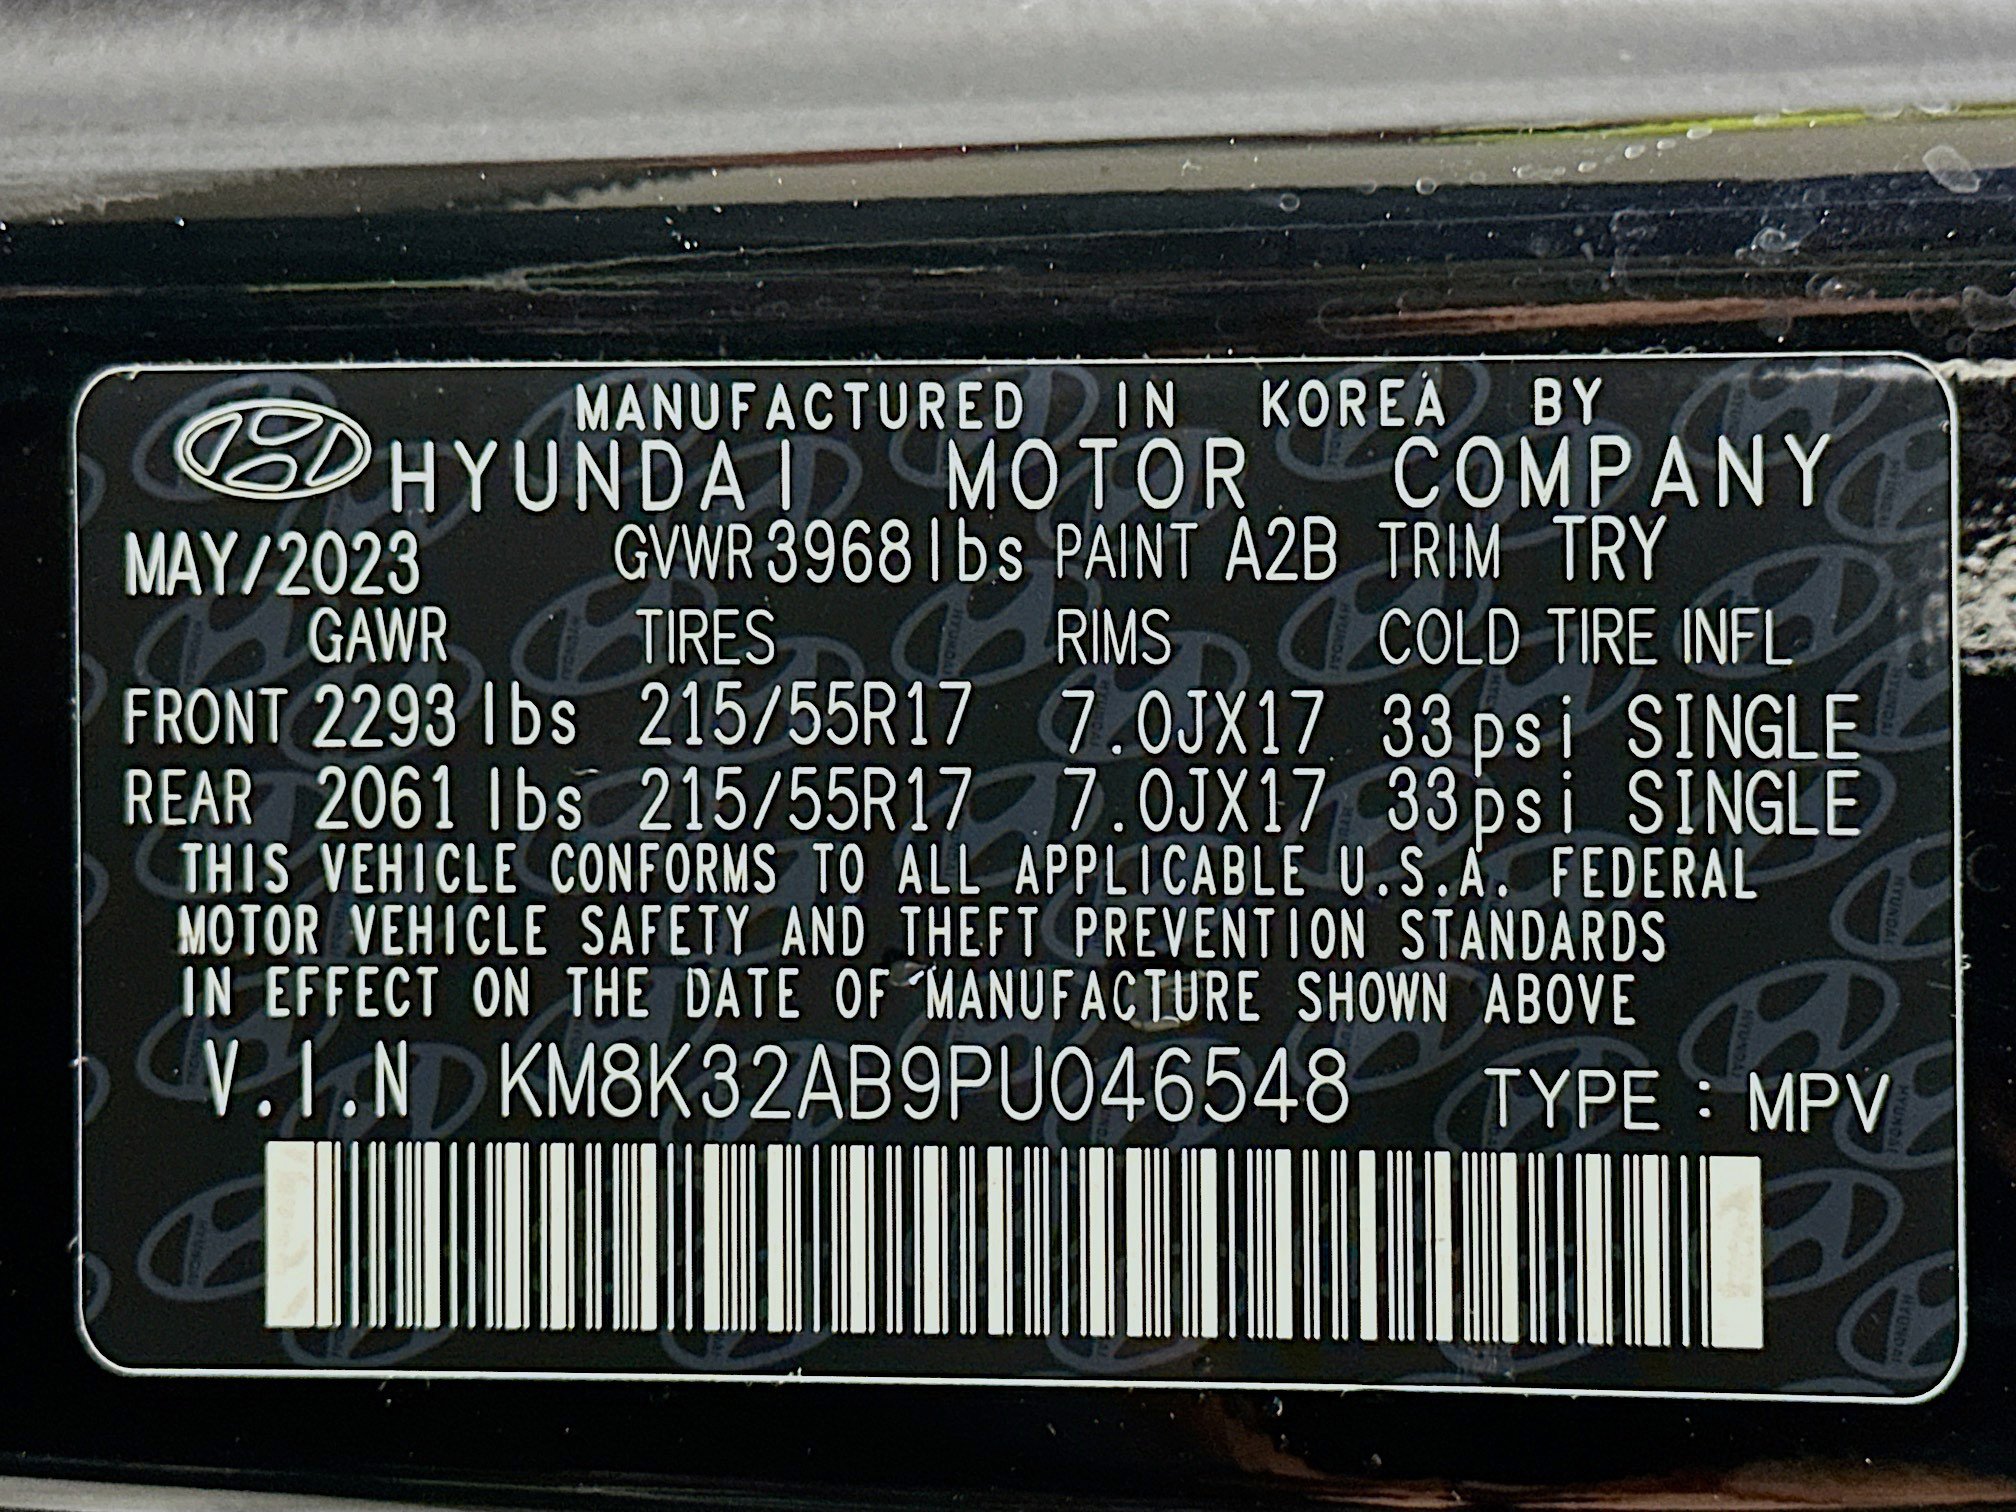 MANUFACTURED IN KOREA BY
HYUNDAI MOTOR COMPANY
MAY/2023 GVWR 3968lbs PAINT A2B TRIM TRY
GAWR TIRES RIMS COLD TIRE INFL
FRONT 2293 lbs 215/55R17 7.0JX17 33psi SINGLE
REAR 2061 lbs 215/55R17 7.0JX17 33psi SINGLE
THIS VEHICLE CONFORMS TO ALL APPLICABLE U.S.A. FEDERAL
MOTOR VEHICLE SAFETY AND THEFT PREVENTION STANDARDS
IN EFFECT ON THE DATE OF MANUFACTURE SHOWN ABOVE
V.I.N KM8K32AB9PU046548 TYPE : MPV